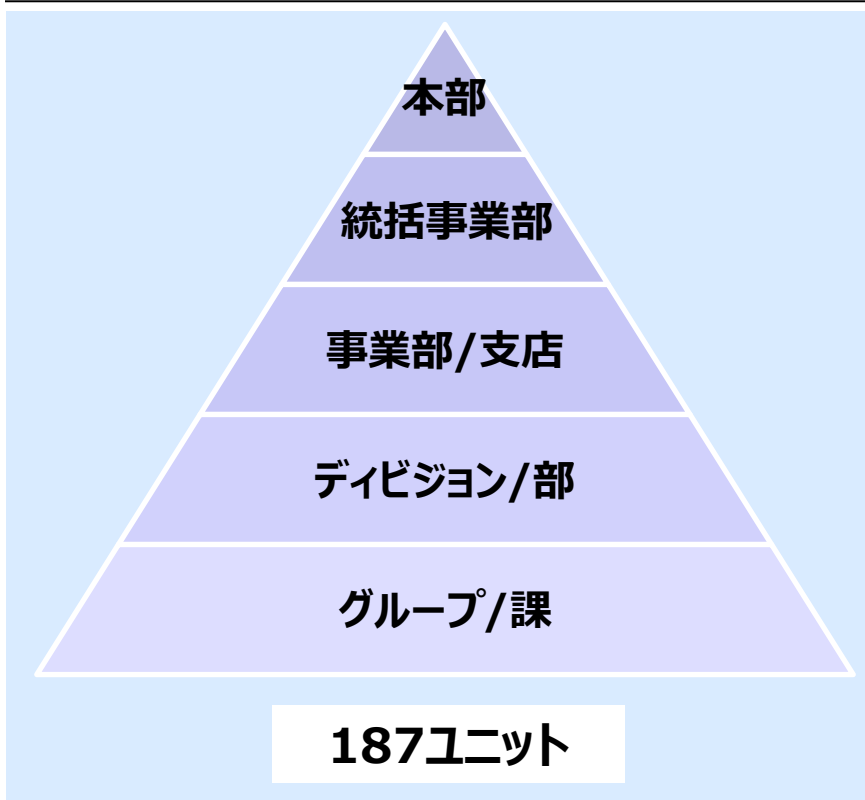 本部
統括事業部
事業部/支店
ディビジョン/部
グループ/課
187ユニット